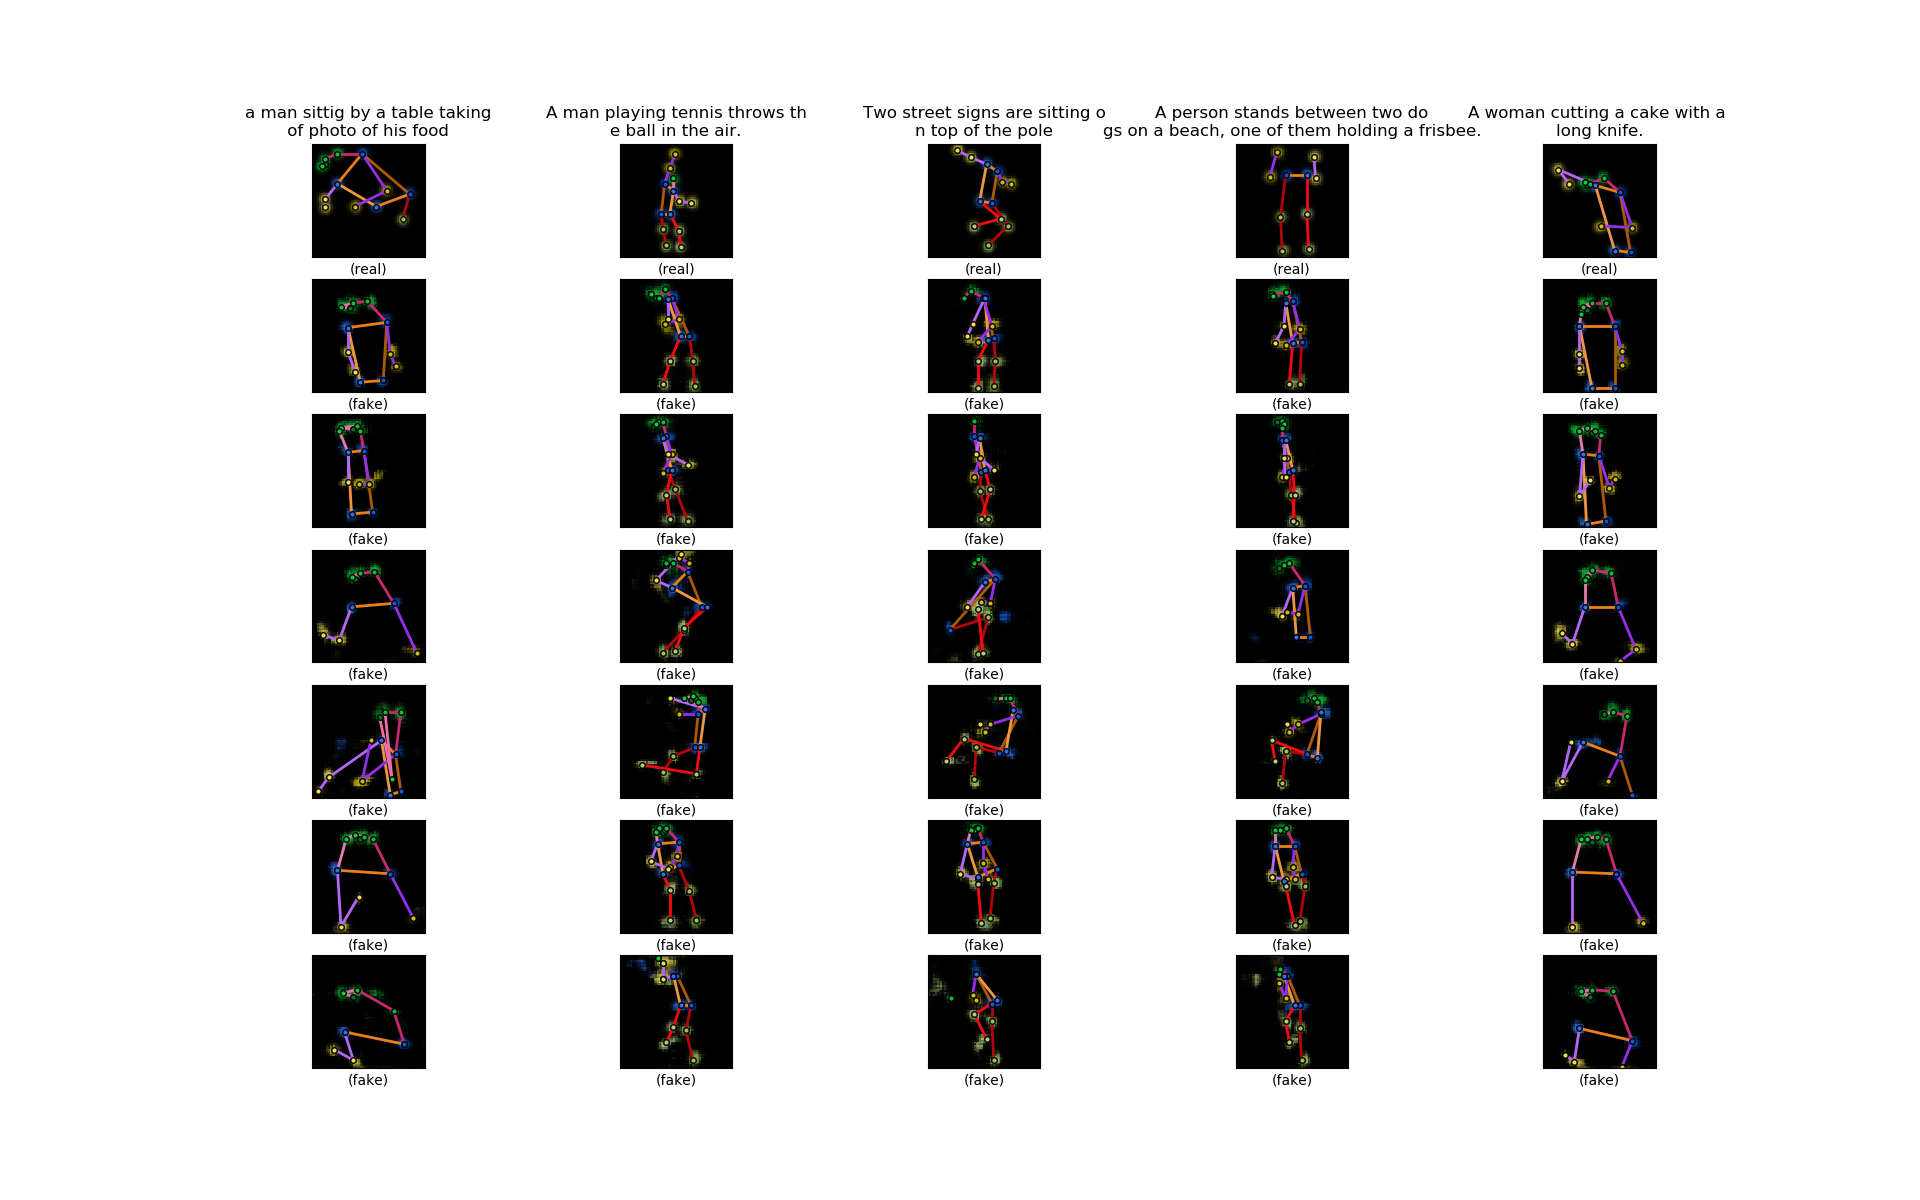 a man sittig by a table taking
of photo of his food
A man playing tennis throws th
e ball in the air.
Two street signs are sitting o
n top of the pole
A person stands between two do
gs on a beach, one of them holding a frisbee.
A woman cutting a cake with a
long knife.
(real) (real) (real) (real) (real)
(fake) (fake) (fake) (fake) (fake)
(fake) (fake) (fake) (fake) (fake)
(fake) (fake) (fake) (fake) (fake)
(fake) (fake) (fake) (fake) (fake)
(fake) (fake) (fake) (fake) (fake)
(fake) (fake) (fake) (fake) (fake)